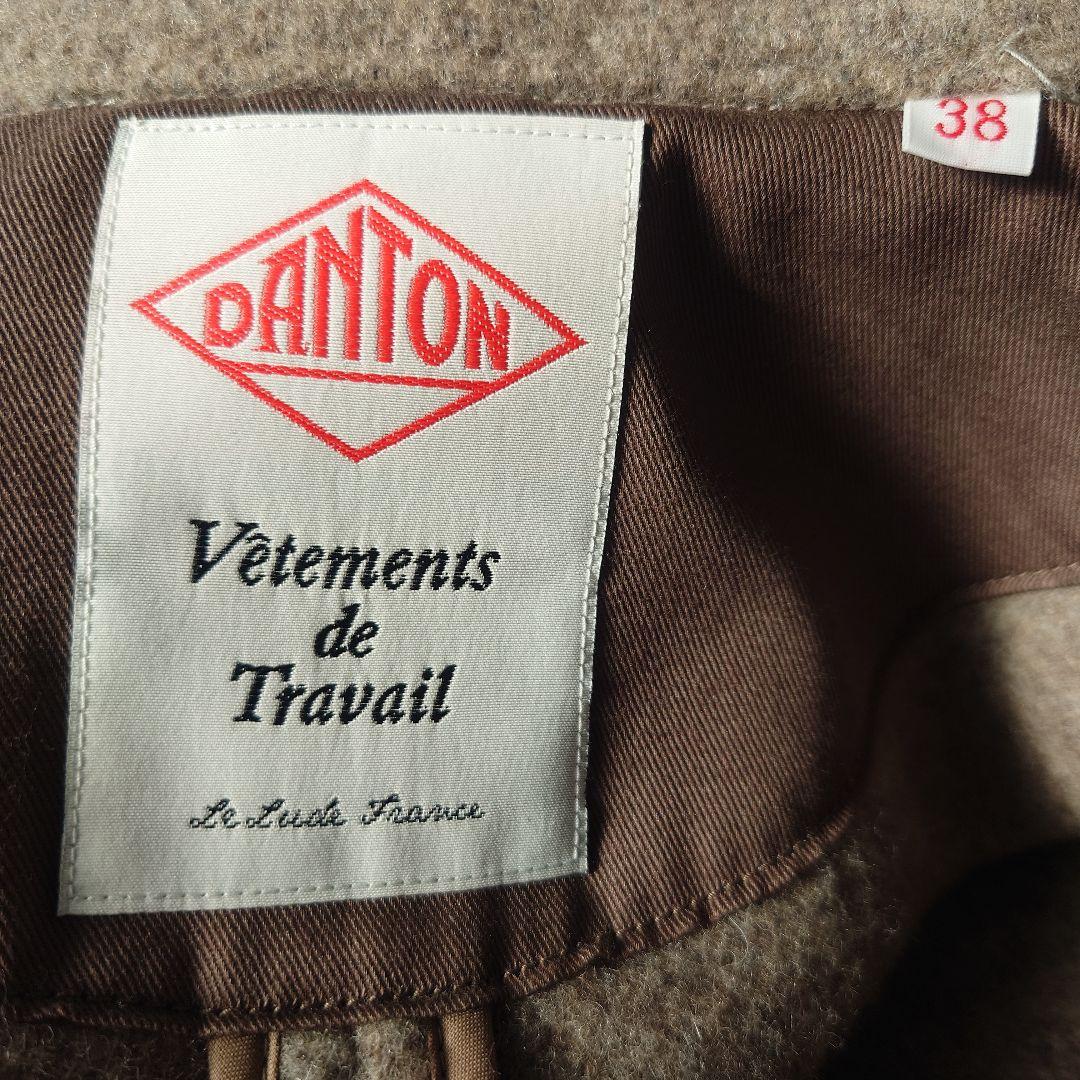 38
DANTON
Vêtements
de
Travail
Le Lude France